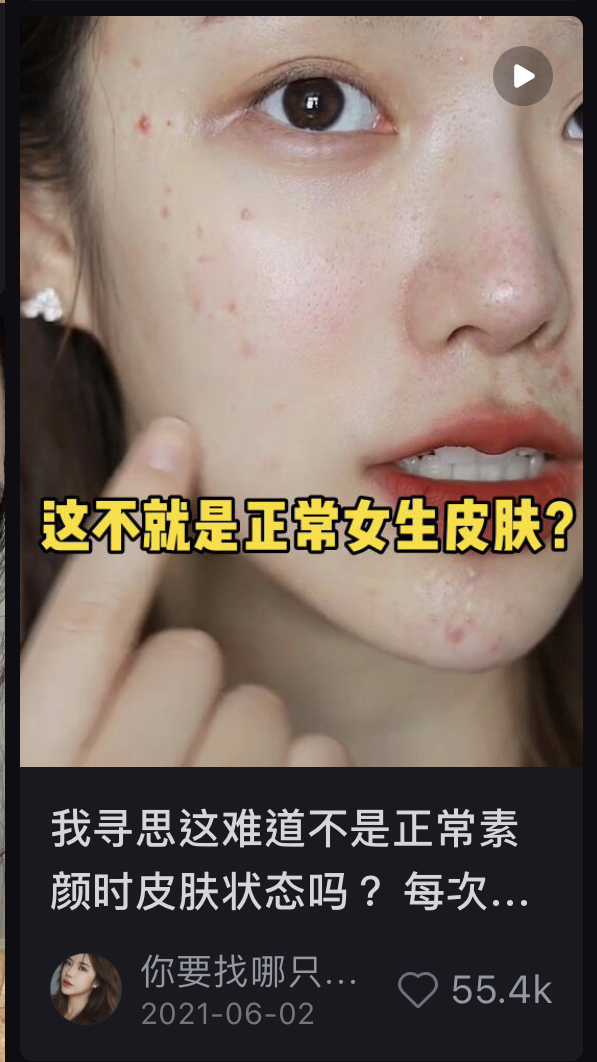 这不就是正常女生皮肤?
我寻思这难道不是正常素
颜时皮肤状态吗？ 每次...
你要找哪只...
2021-06-02
55.4k